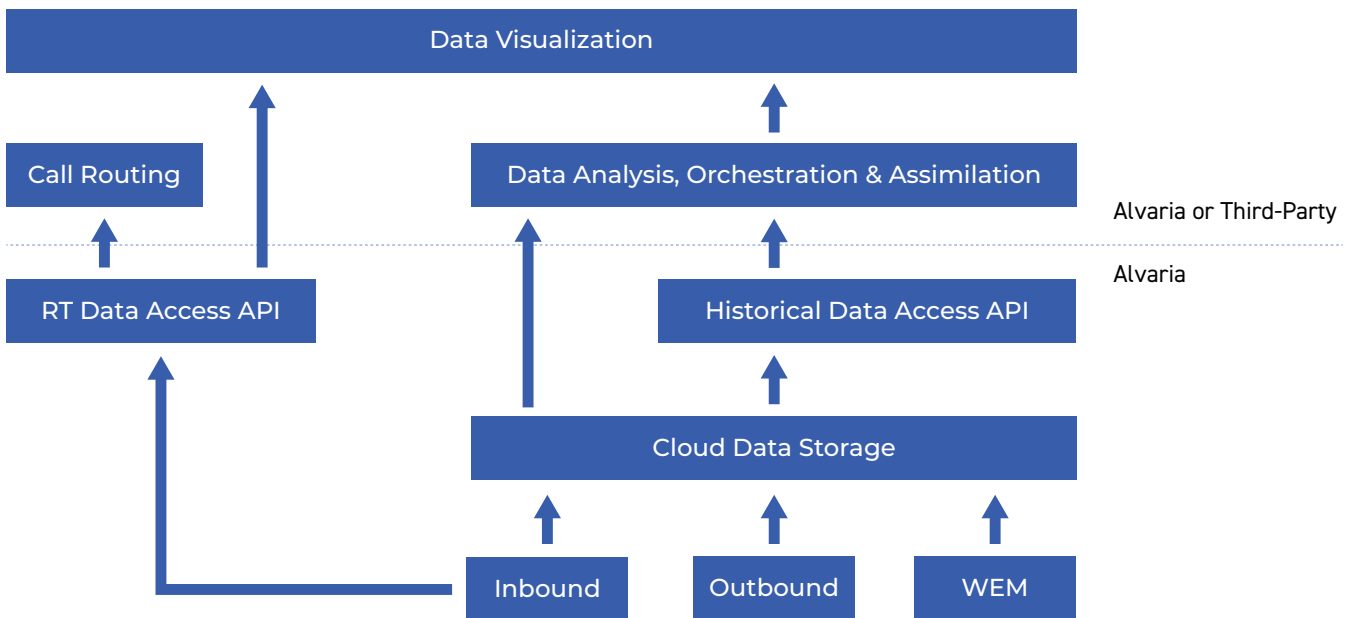 Data Visualization
Call Routing
Data Analysis, Orchestration & Assimilation
Alvaria or Third-Party
Alvaria
RT Data Access API
Historical Data Access API
Cloud Data Storage
Inbound
Outbound
WEM